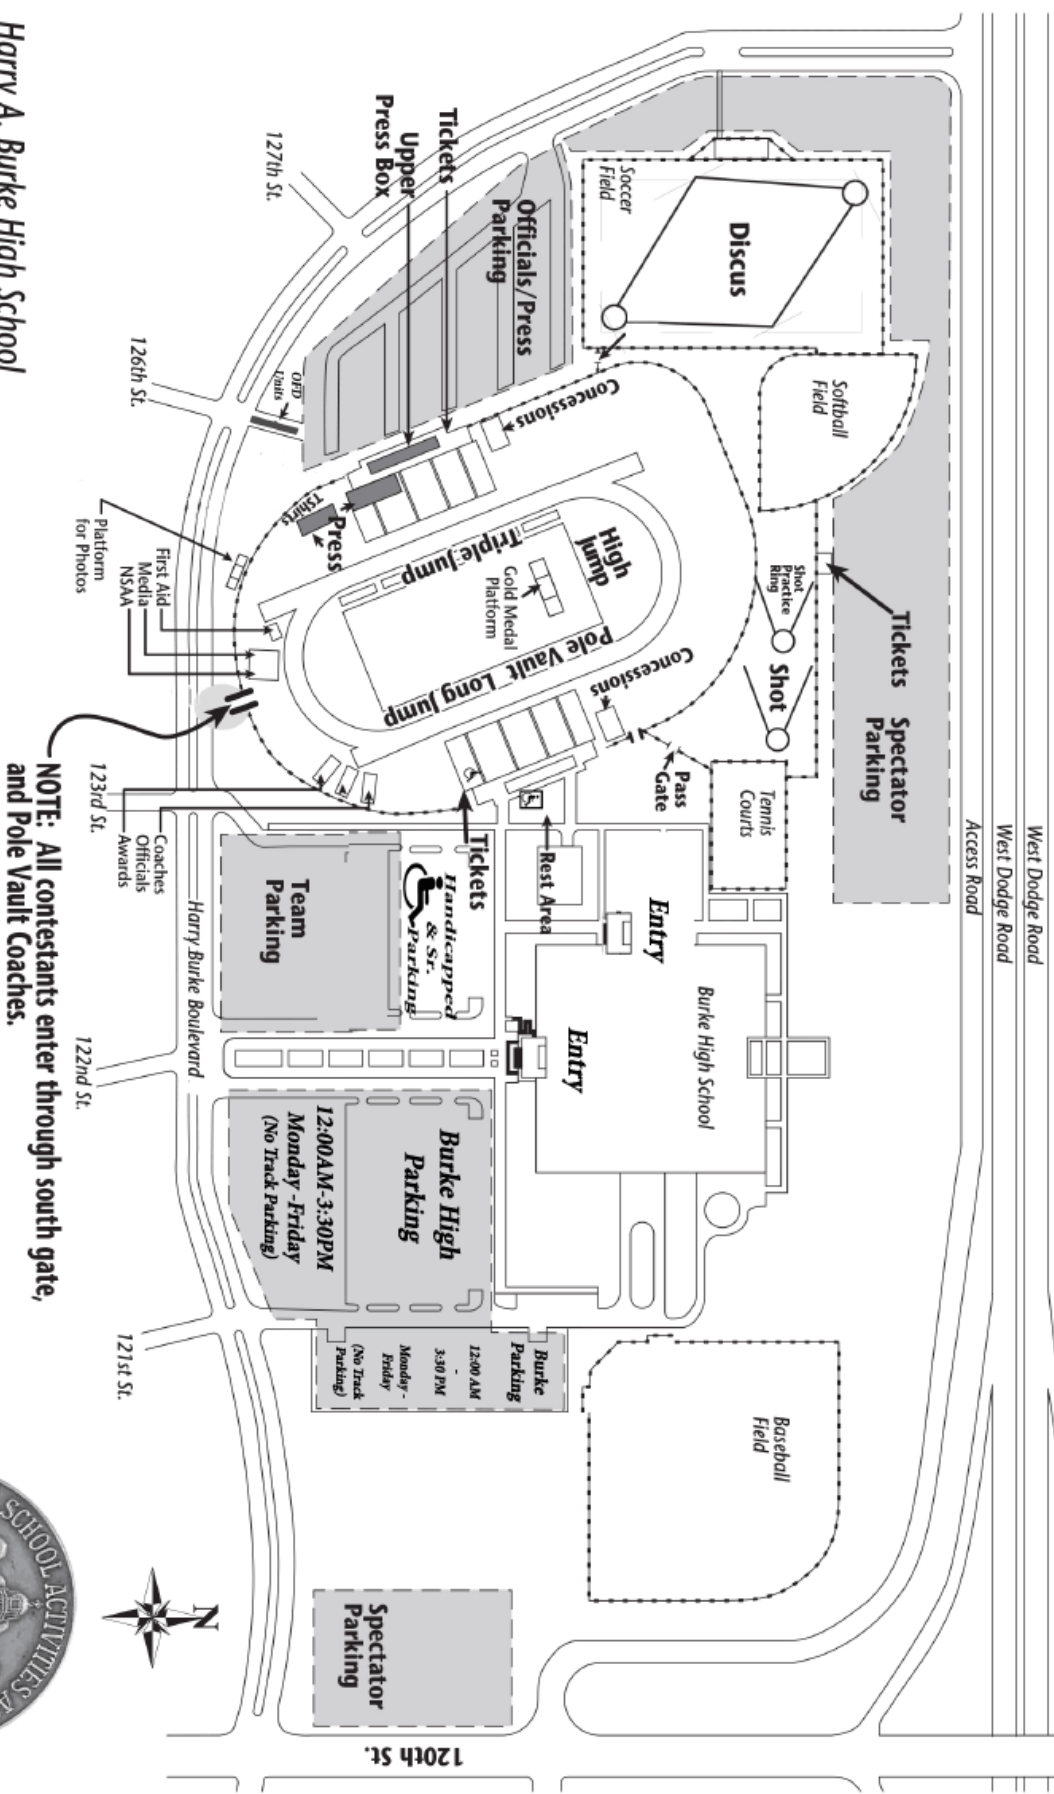 West Dodge Road
West Dodge Road
Access Road
Spectator
Parking
Tickets
Softball
Field
Soccer
Field
Discus
Shot
Practice
Ring
Shot
Tennis
Courts
Pass
Gate
Officials/Press
Parking
Tickets
Upper
Press Box
127th St.
126th St.
OFD
Units
Concessions
High
Jump
Triple Jump
Gold Medal
Platform
Pole Vault
Long Jump
Concessions
Press
TShirts
Platform
for Photos
First Aid
Media
NSAA
Tickets
Rest Area
Entry
Burke High School
Entry
Handicapped
& Sr.
Parking
Team
Parking
Coaches
Officials
Awards
123rd St.
Harry Burke Boulevard
122nd St.
Burke High
Parking
12:00AM-3:30PM
Monday -Friday
(No Track Parking)
Burke
Parking
12:00 AM
-
3:30 PM
Monday -
Friday
(No Track
Parking)
121st St.
Baseball
Field
Spectator
Parking
120th St.
N
NOTE: All contestants enter through south gate,
and Pole Vault Coaches.
Harry A. Burke High School
SCHOOL ACTIVITIES A